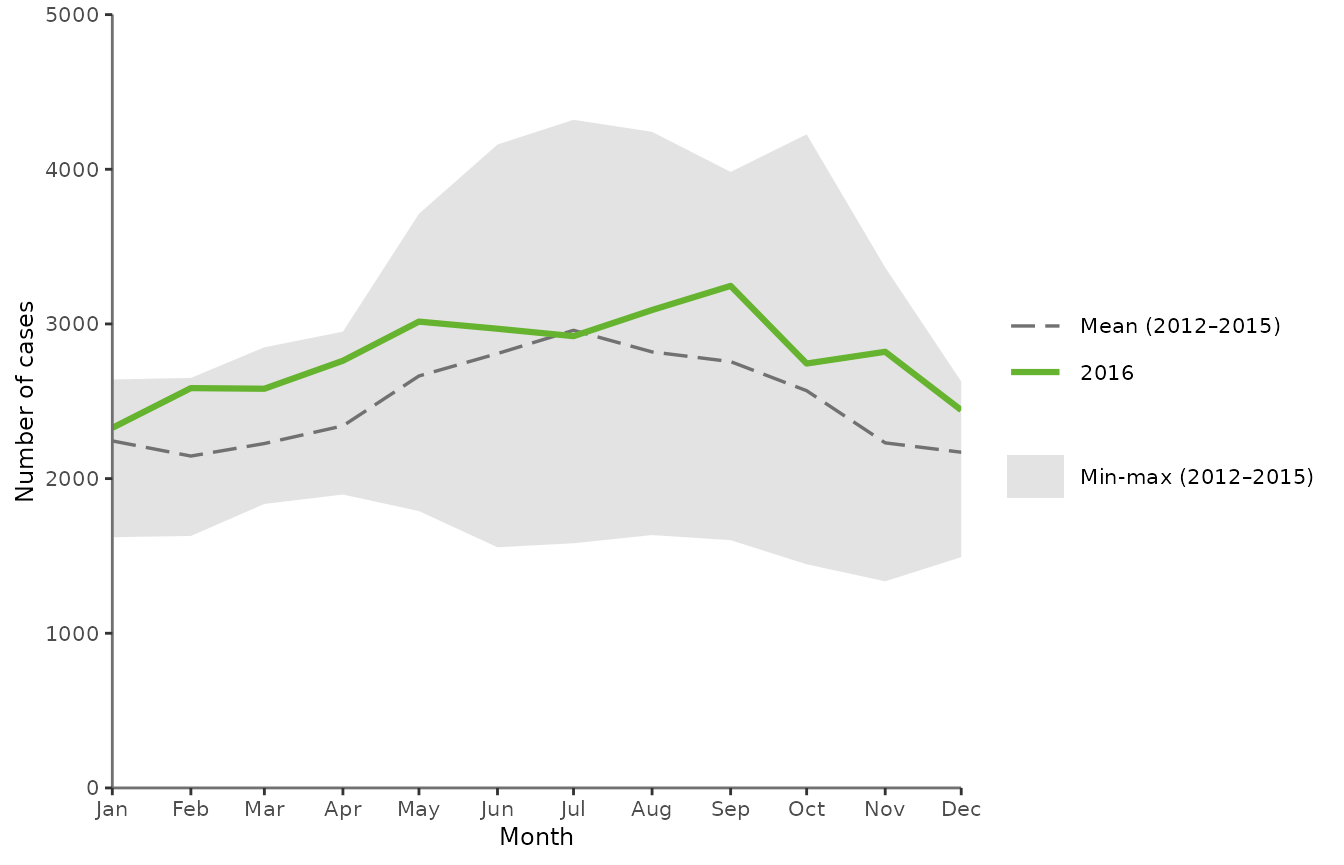 5000
4000
3000
2000
1000
0
Number of cases
Jan Feb Mar Apr May Jun Jul Aug Sep Oct Nov Dec
Month
Mean (2012–2015)
2016
Min-max (2012–2015)